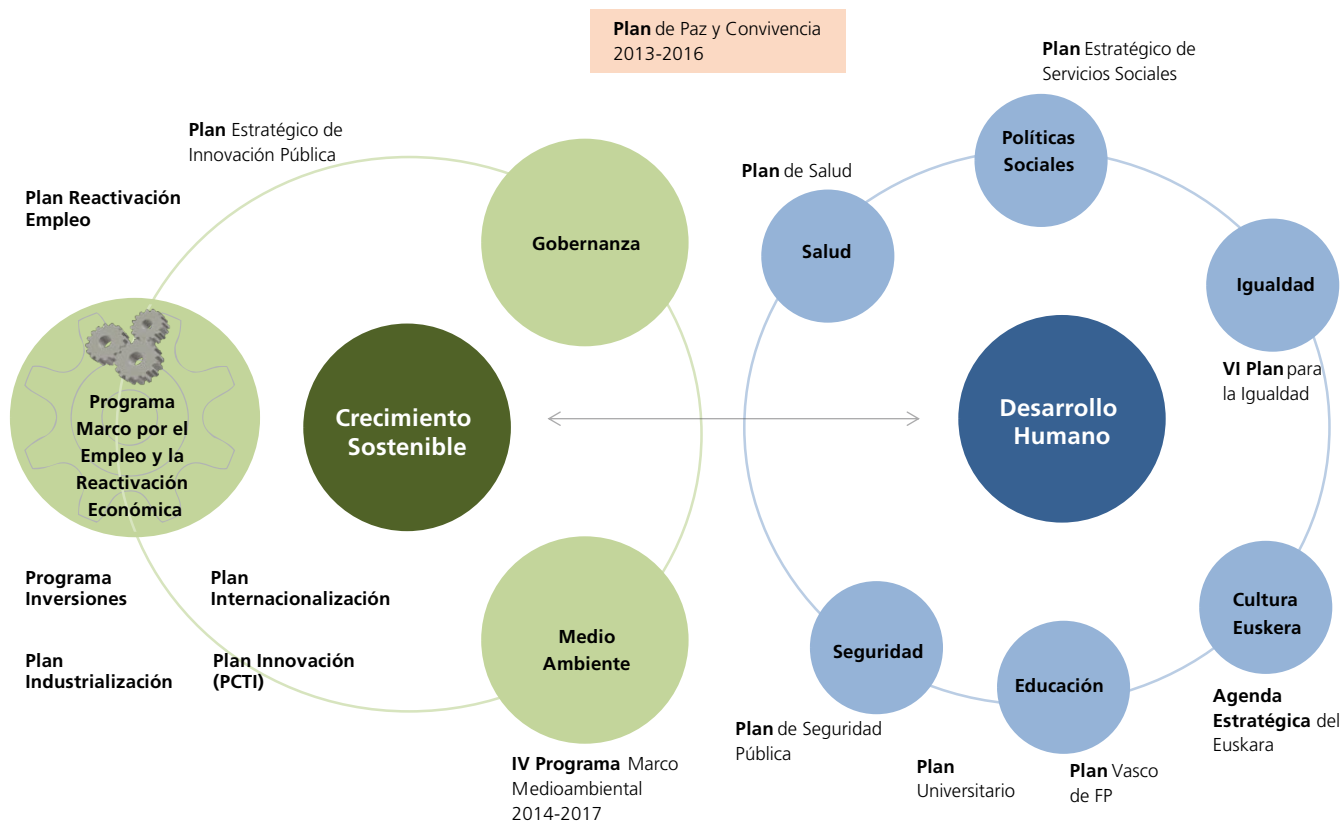 Plan de Paz y Convivencia
2013-2016
Plan Estratégico de
Innovación Pública
Plan Reactivación
Empleo
Gobernanza
Programa
Marco por el
Empleo y la
Reactivación
Económica
Crecimiento
Sostenible
Programa
Inversiones
Plan
Internacionalización
Plan
Industrialización
Plan Innovación
(PCTI)
Medio
Ambiente
IV Programa Marco
Medioambiental
2014-2017
Plan Estratégico de
Servicios Sociales
Políticas
Sociales
Plan de Salud
Salud
Igualdad
VI Plan para
la Igualdad
Desarrollo
Humano
Cultura
Euskera
Agenda
Estratégica del
Euskara
Seguridad
Plan de Seguridad
Pública
Educación
Plan
Universitario
Plan Vasco
de FP